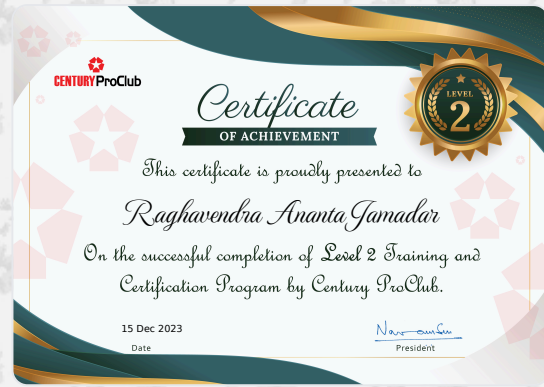 CENTURY ProClub
Certificate
OF ACHIEVEMENT
LEVEL
2
This certificate is proudly presented to
Raghavendra Ananta Jamadar
On the successful completion of Level 2 Training and
Certification Program by Century ProClub.
15 Dec 2023
Date
President